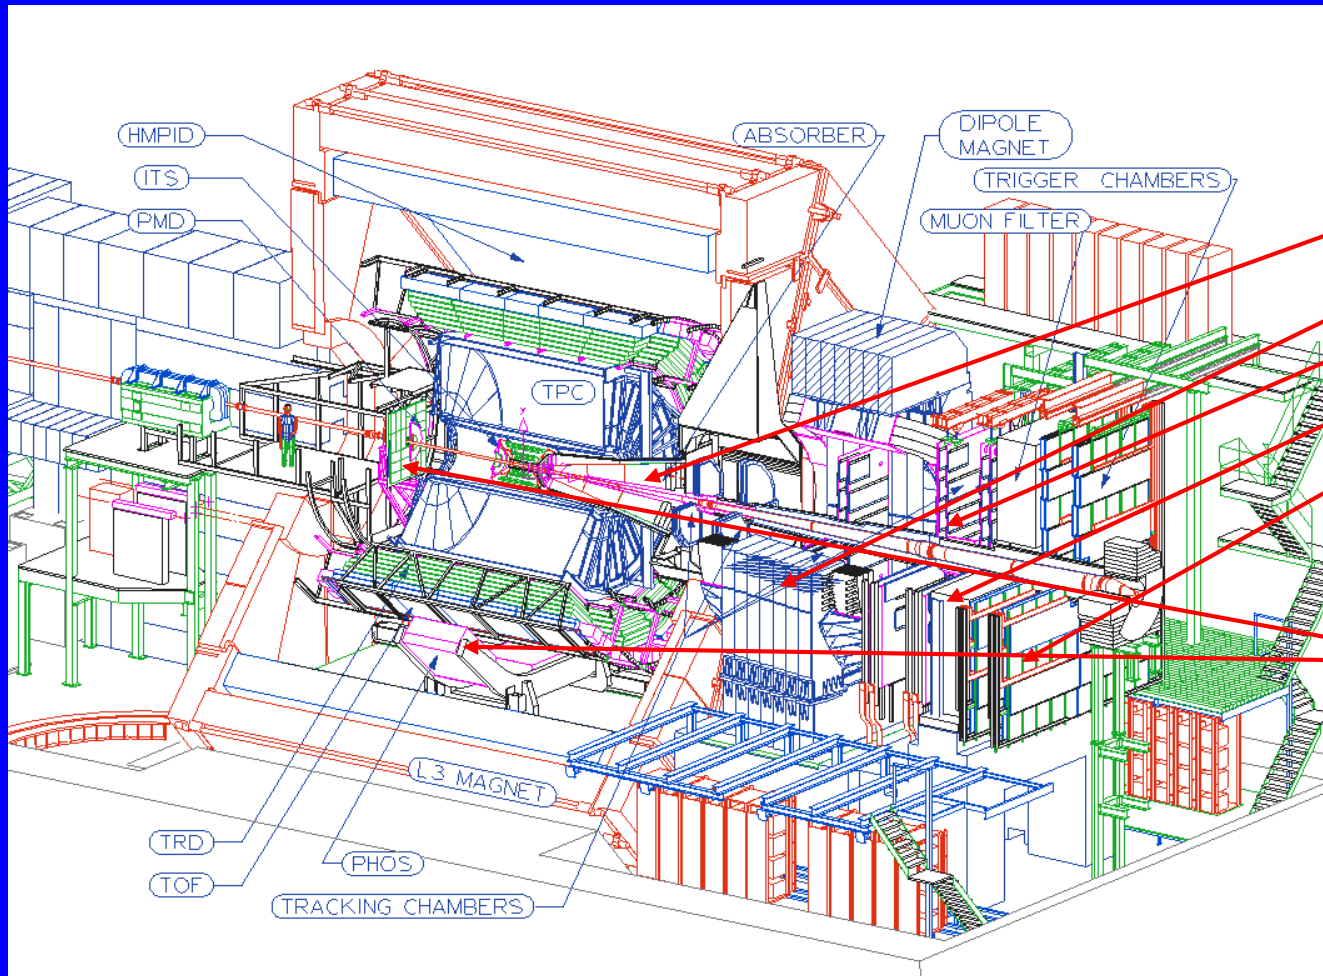 HMPID
ITS
PMD
ABSORBER
DIPOLE
MAGNET
TRIGGER CHAMBERS
MUON FILTER
TPC
L3 MAGNET
TRD
TOF
PHOS
TRACKING CHAMBERS